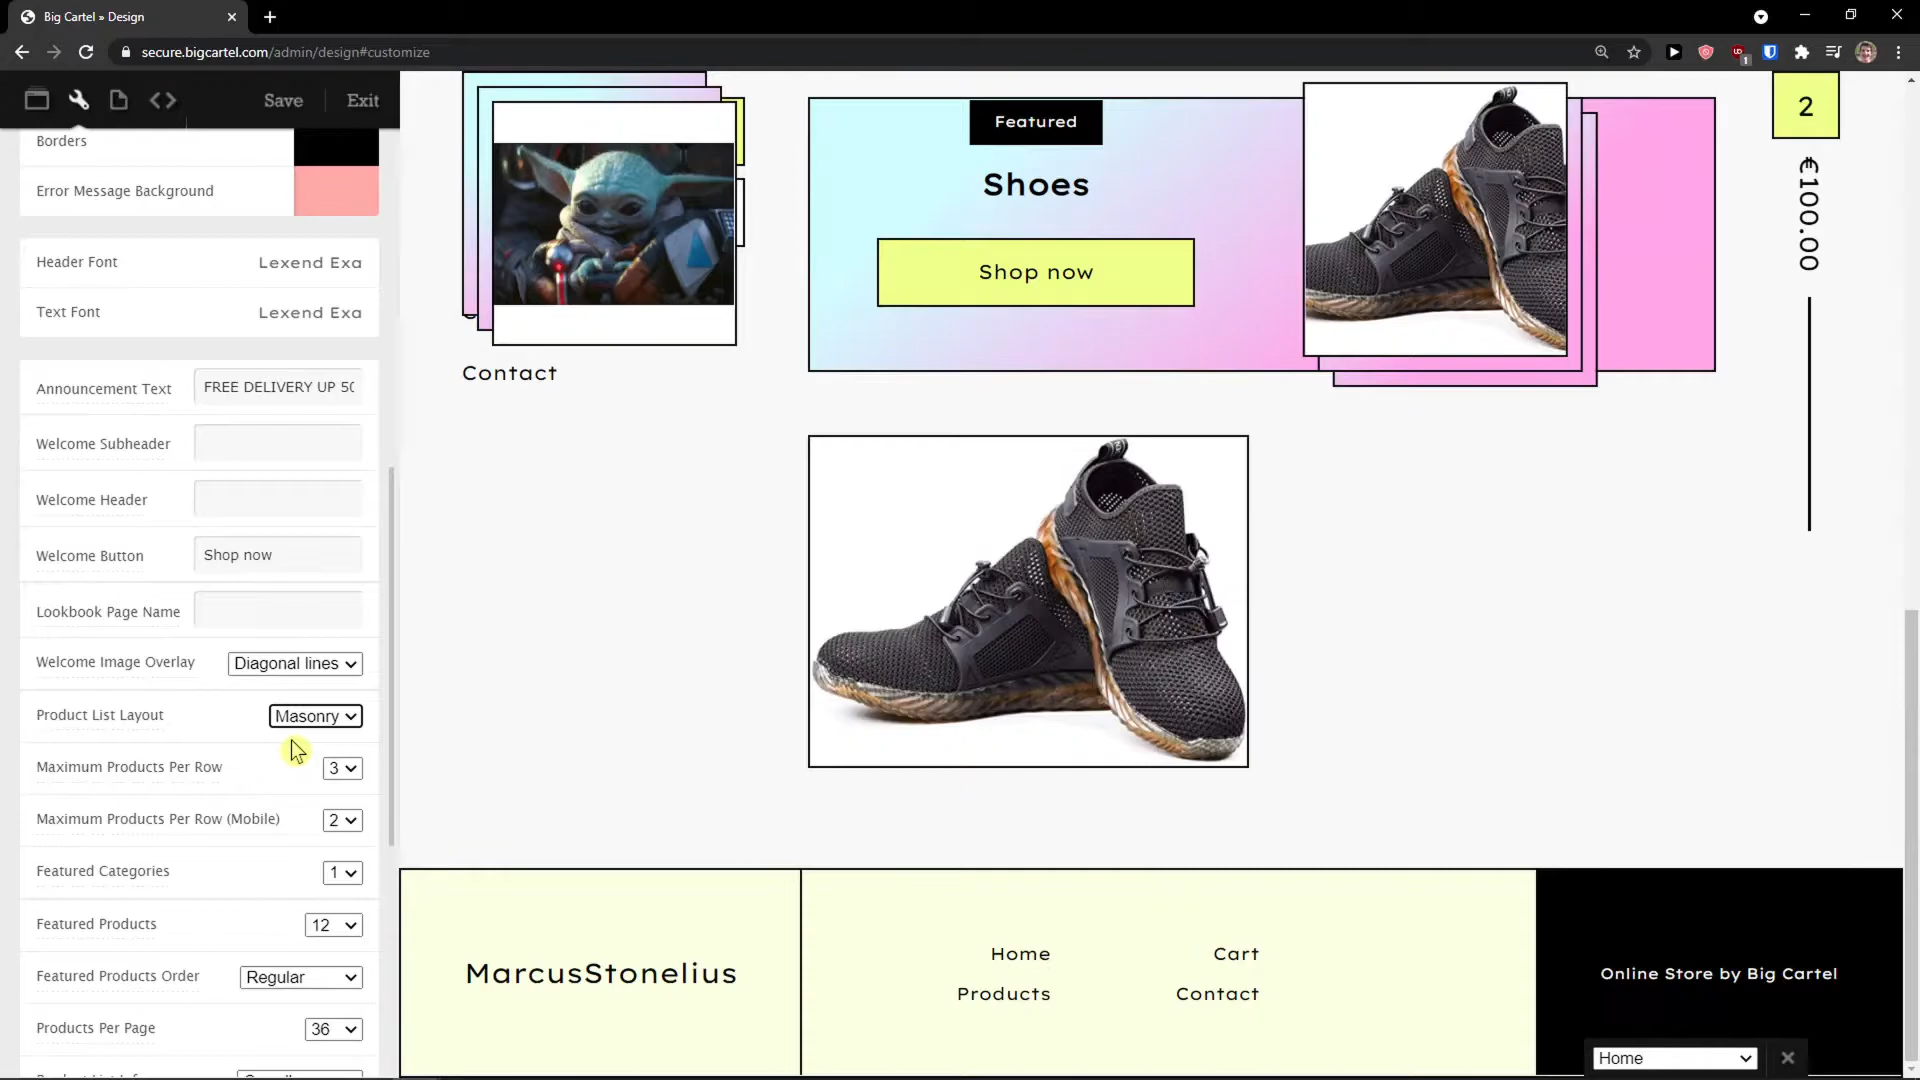 Big Cartel » Design
secure.bigcartel.com/admin/design#customize
1
Save
Exit
Borders
Error Message Background
Header Font
Lexend Exa
Text Font
Lexend Exa
Announcement Text
FREE DELIVERY UP 50
Welcome Subheader
Welcome Header
Welcome Button
Shop now
Lookbook Page Name
Welcome Image Overlay
Diagonal lines
Product List Layout
Masonry
Maximum Products Per Row
3
Maximum Products Per Row (Mobile)
2
Featured Categories
1
Featured Products
12
Featured Products Order
Regular
Products Per Page
36
Contact
Featured
Shoes
Shop now
2
€100.00
MarcusStonelius
Home
Cart
Products
Contact
Online Store by Big Cartel
Home